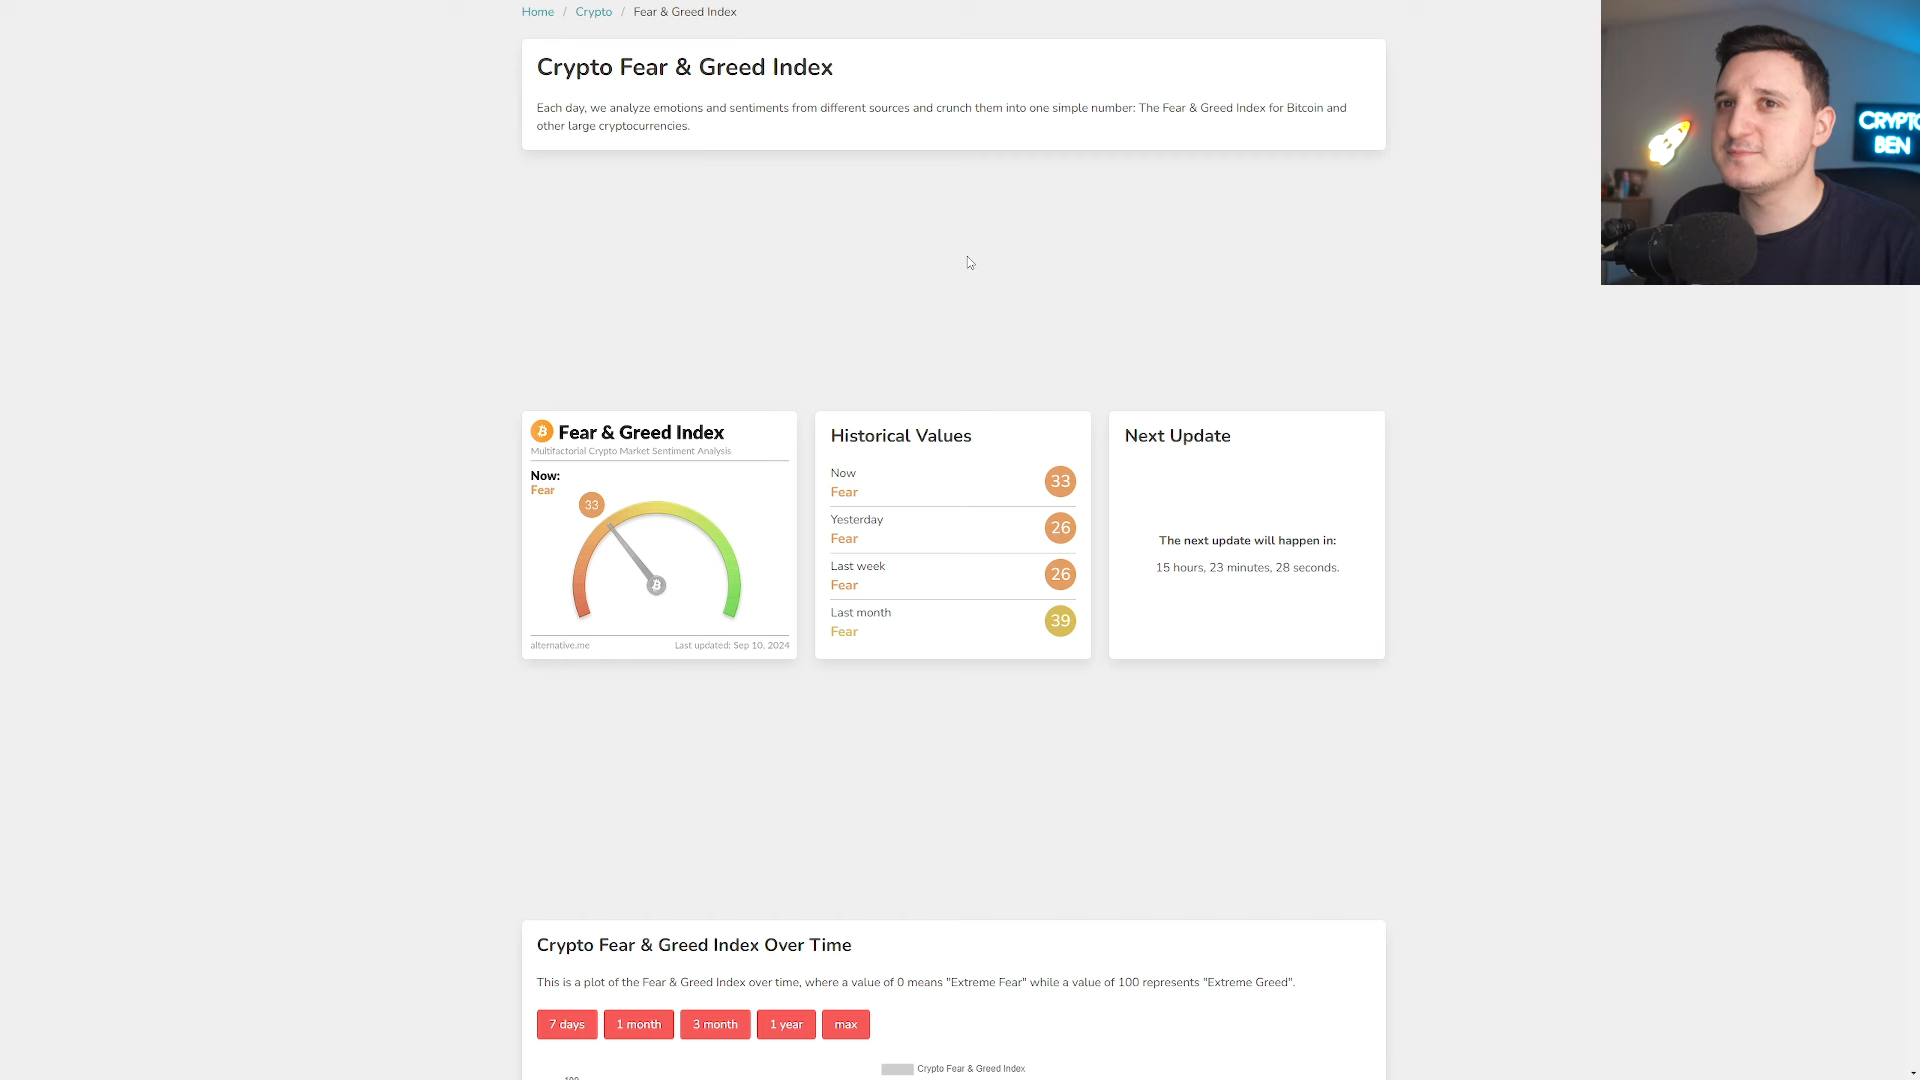 Home / Crypto / Fear & Greed Index
Crypto Fear & Greed Index
Each day, we analyze emotions and sentiments from different sources and crunch them into one simple number: The Fear & Greed Index for Bitcoin and
other large cryptocurrencies.
CRYPTO
BEN
Fear & Greed Index
Multifactorial Crypto Market Sentiment Analysis
Now:
Fear
33
alternative.me
Last updated: Sep 10, 2024
Historical Values
Now
Fear
33
Yesterday
Fear
26
Last week
Fear
26
Last month
Fear
39
Next Update
The next update will happen in:
15 hours, 23 minutes, 28 seconds.
Crypto Fear & Greed Index Over Time
This is a plot of the Fear & Greed Index over time, where a value of 0 means "Extreme Fear" while a value of 100 represents "Extreme Greed".
7 days
1 month
3 month
1 year
max
Crypto Fear & Greed Index
100